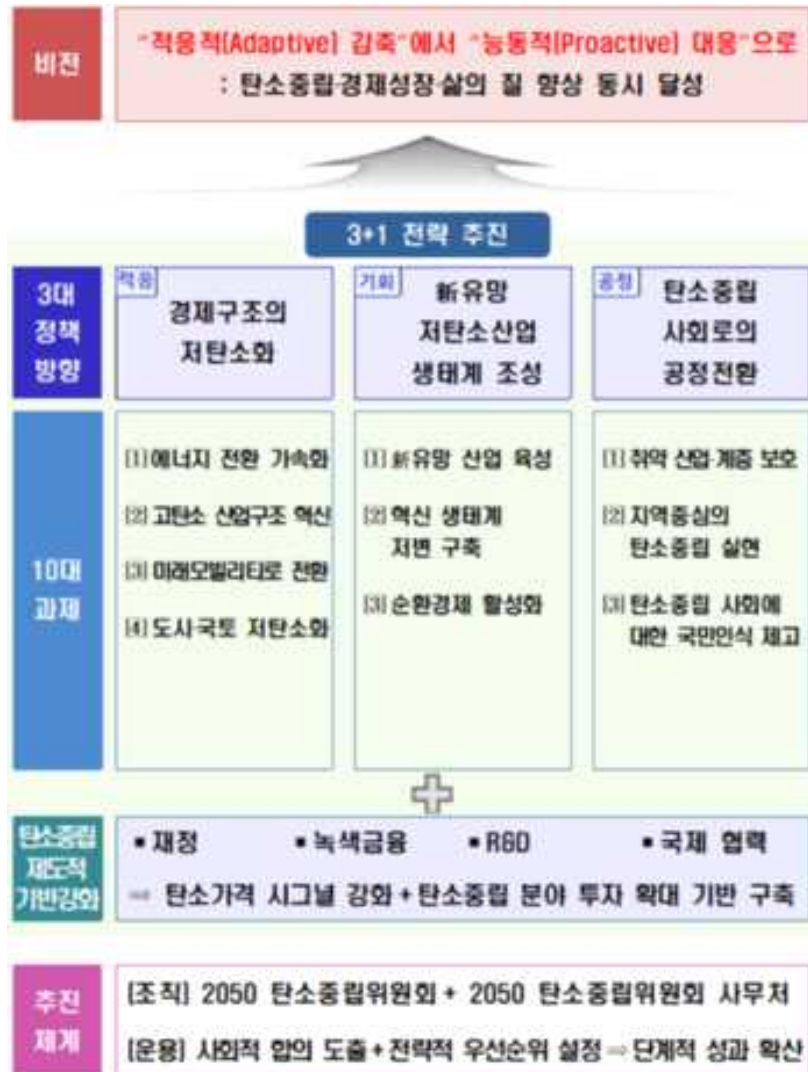 비전
"적응적(Adaptive) 감축"에서 "능동적(Proactive) 대응"으로
: 탄소중립·경제성장·삶의 질 향상 동시 달성
3+1 전략 추진
3대
정책
방향
적응
경제구조의
저탄소화
기회
新유망
저탄소산업
생태계 조성
공정
탄소중립
사회로의
공정전환
10대
과제
[1] 에너지 전환 가속화
[2] 고탄소 산업구조 혁신
[3] 미래모빌리티로 전환
[4] 도시·국토 저탄소화
[1] 新유망 산업 육성
[2] 혁신 생태계
저변 구축
[3] 순환경제 활성화
[1] 취약 산업·계층 보호
[2] 지역중심의
탄소중립 실현
[3] 탄소중립 사회에
대한 국민인식 제고
탄소중립
제도적
기반강화
▪ 재정 ▪ 녹색금융 ▪ R&D ▪ 국제 협력
⇨ 탄소가격 시그널 강화 + 탄소중립 분야 투자 확대 기반 구축
추진
체계
[조직] 2050 탄소중립위원회 + 2050 탄소중립위원회 사무처
[운용] 사회적 합의 도출 + 전략적 우선순위 설정 ⇨ 단계적 성과 확산